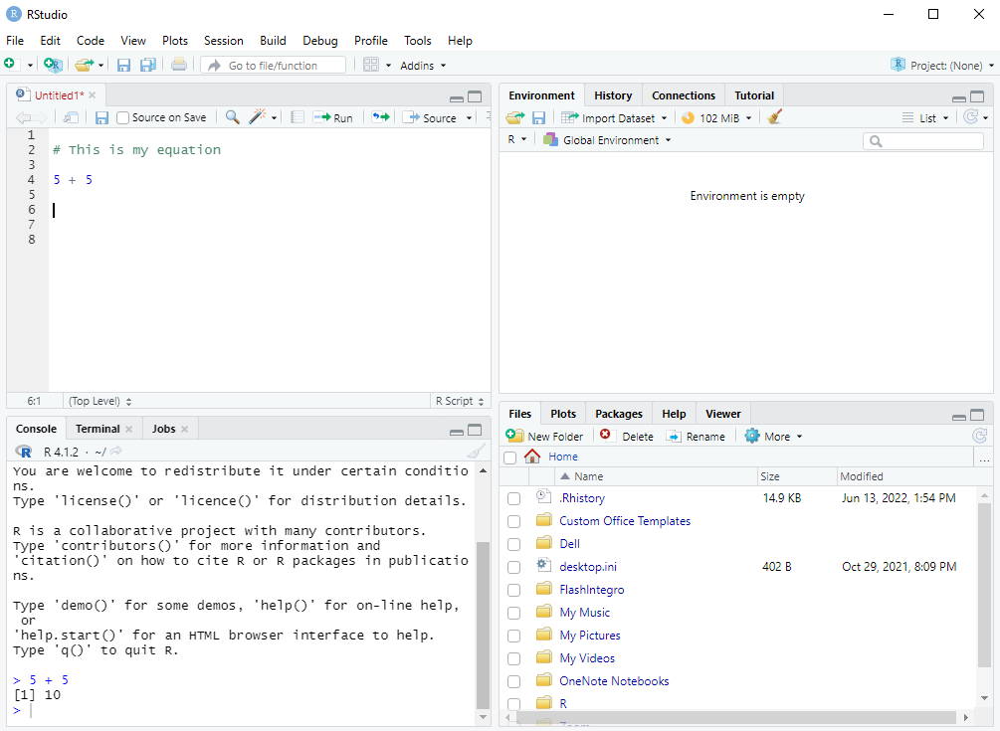 RStudio
File Edit Code View Plots Session Build Debug Profile Tools Help
Go to file/function Addins Project: (None)
Untitled1*
Source on Save Run Source
1
2 # This is my equation
3
4 5 + 5
5
6
7
8
6:1 (Top Level) R Script
Console Terminal Jobs
R 4.1.2 · ~/
You are welcome to redistribute it under certain conditio
ns.
Type 'license()' or 'licence()' for distribution details.
R is a collaborative project with many contributors.
Type 'contributors()' for more information and
'citation()' on how to cite R or R packages in publicatio
ns.
Type 'demo()' for some demos, 'help()' for on-line help,
or
'help.start()' for an HTML browser interface to help.
Type 'q()' to quit R.
> 5 + 5
[1] 10
>
Environment History Connections Tutorial
Import Dataset 102 MiB List
R Global Environment
Environment is empty
Files Plots Packages Help Viewer
New Folder Delete Rename More
Home ...
Name Size Modified
.Rhistory 14.9 KB Jun 13, 2022, 1:54 PM
Custom Office Templates
Dell
desktop.ini 402 B Oct 29, 2021, 8:09 PM
FlashIntegro
My Music
My Pictures
My Videos
OneNote Notebooks
R